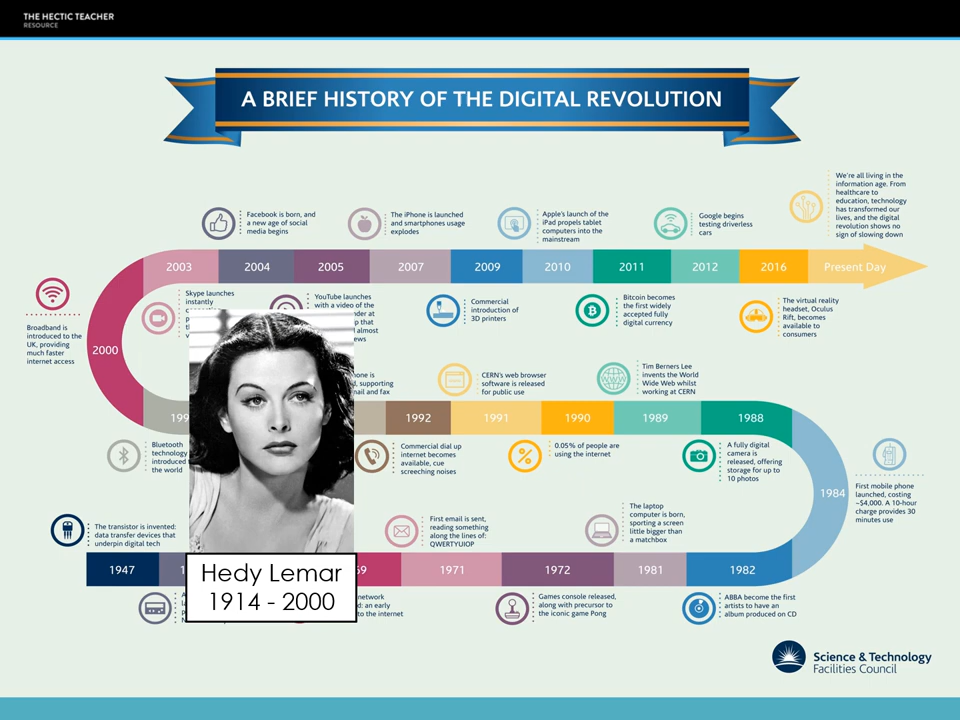 THE HECTIC TEACHER
RESOURCE
A BRIEF HISTORY OF THE DIGITAL REVOLUTION
We're all living in the
information age. From
healthcare to
education, technology
has transformed our
lives, and the digital
revolution shows no
sign of slowing down
Facebook is born, and
a new age of social
media begins
The iPhone is launched
and smartphones usage
explodes
Apple's launch of the
iPad propels tablet
computers into the
mainstream
Google begins
testing driverless
cars
2003
2004
2005
2007
2009
2010
2011
2012
2016
Present Day
Skype launches
instantly
YouTube launches
with a video of the
at
that
almost
Commercial
introduction of
3D printers
Bitcoin becomes
the first widely
accepted fully
digital currency
The virtual reality
headset, Oculus
Rift, becomes
available to
consumers
Broadband is
introduced to the
UK, providing
much faster
internet access
2000
supporting
and fax
CERN's web browser
software is released
for public use
Tim Berners Lee
invents the World
Wide Web whilst
working at CERN
1992
1991
1990
1989
1988
Bluetooth
technology
introduced
the world
Commercial dial up
internet becomes
available, cue
screeching noises
0.05% of people are
using the internet
A fully digital
camera is
released, offering
storage for up to
10 photos
1984
First mobile phone
launched, costing
~$4,000. A 10-hour
charge provides 30
minutes use
The transistor is invented:
data transfer devices that
underpin digital tech
First email is sent,
reading something
along the lines of:
QWERTYUIOP
The laptop
computer is born,
sporting a screen
little bigger than
a matchbox
1947
1971
1972
1981
1982
Hedy Lemar
1914 - 2000
network
an early
to the internet
Games console released,
along with precursor to
the iconic game Pong
ABBA become the first
artists to have an
album produced on CD
Science & Technology
Facilities Council